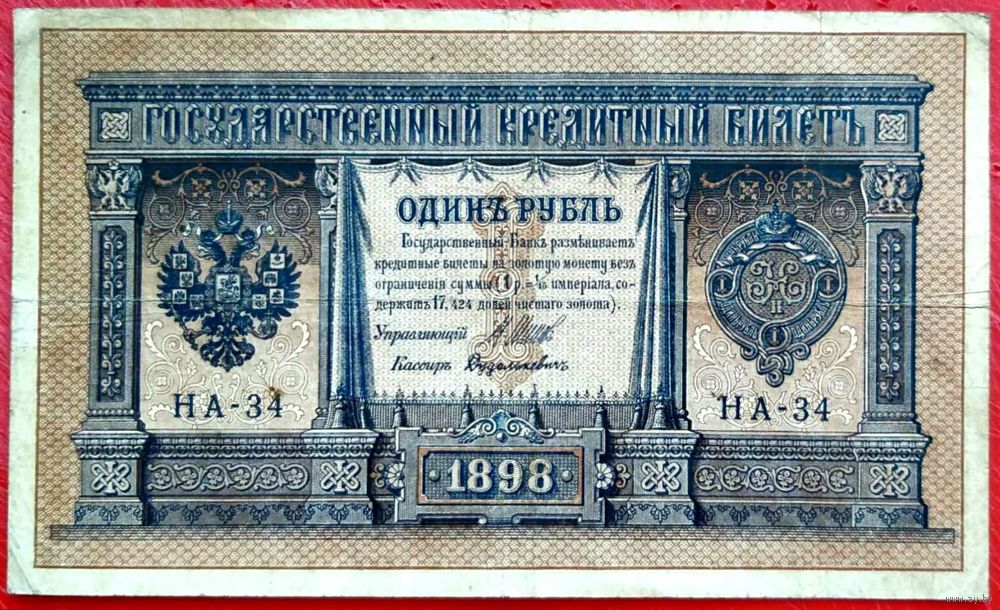 ГОСУДАРСТВЕННЫЙ КРЕДИТНЫЙ БИЛЕТЪ
ОДИНЪ РУБЛЬ
Государственный Банкъ размѣниваетъ
кредитные билеты на золотую монету безъ
ограниченія суммы (1 р. = 1/15 имперіала, со-
держитъ 17,424 долей чистаго золота).
Управляющій
Кассиръ
НА-34
НА-34
1898